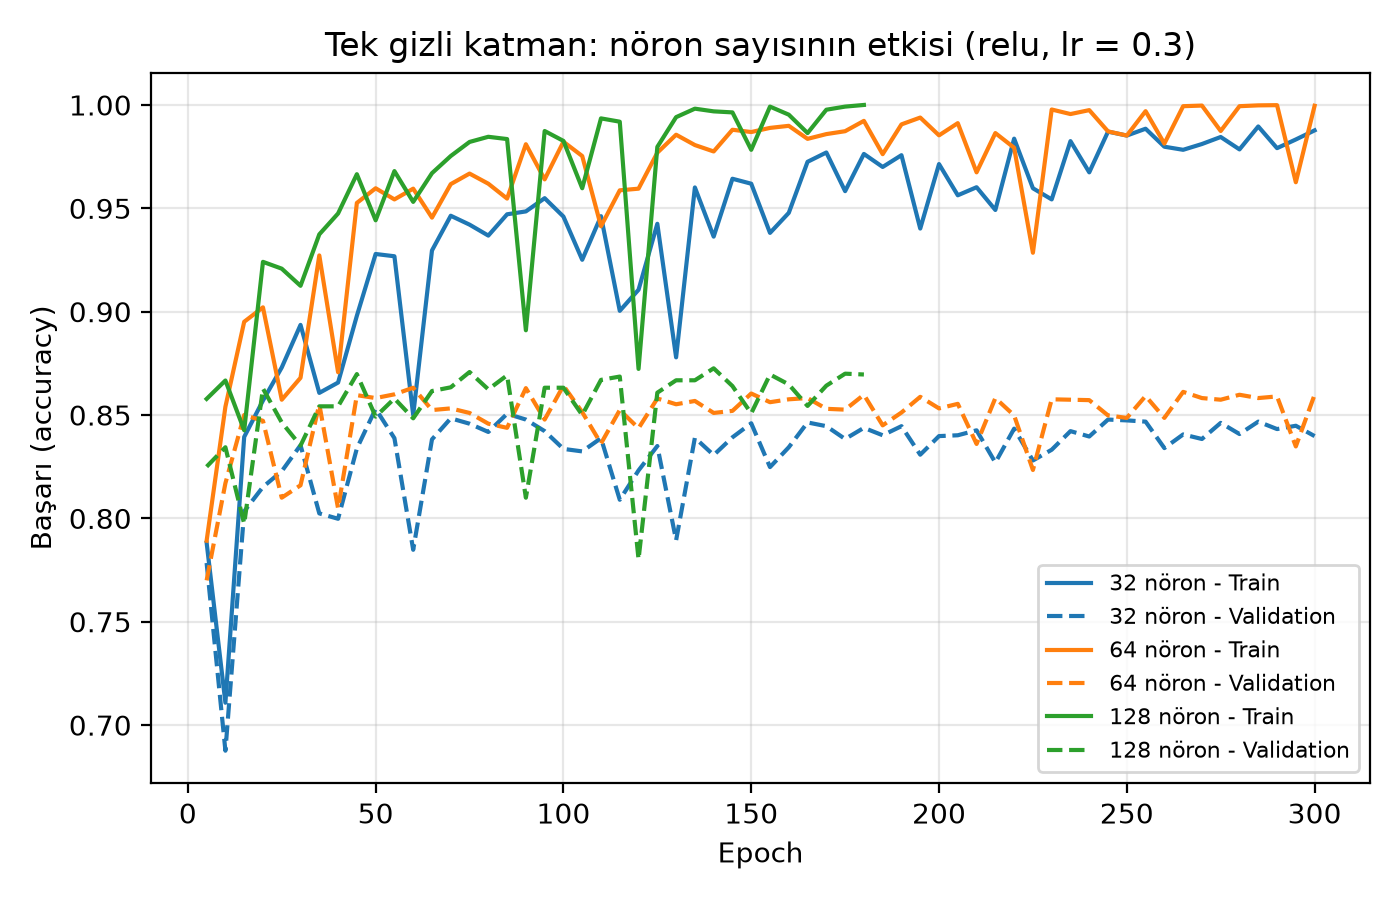 Tek gizli katman: nöron sayısının etkisi (relu, lr = 0.3)
Başarı (accuracy)
1.00
0.95
0.90
0.85
0.80
0.75
0.70
0
50
100
150
200
250
300
Epoch
32 nöron - Train
32 nöron - Validation
64 nöron - Train
64 nöron - Validation
128 nöron - Train
128 nöron - Validation